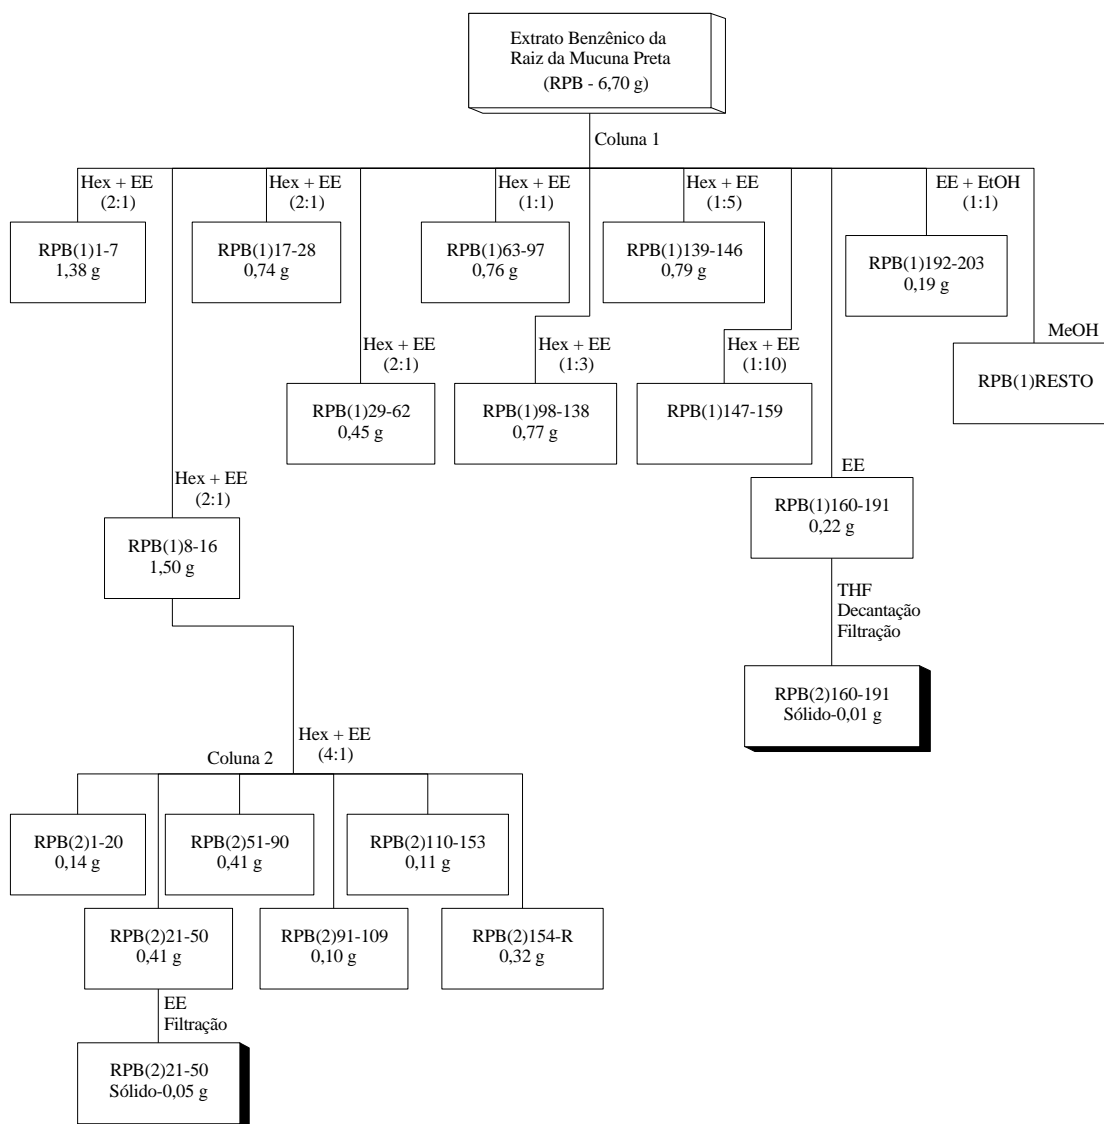 Extrato Benzênico da
Raiz da Mucuna Preta
(RPB - 6,70 g)
Coluna 1
Hex + EE
(2:1)
RPB(1)1-7
1,38 g
Hex + EE
(2:1)
RPB(1)17-28
0,74 g
Hex + EE
(1:1)
RPB(1)63-97
0,76 g
Hex + EE
(1:5)
RPB(1)139-146
0,79 g
EE + EtOH
(1:1)
RPB(1)192-203
0,19 g
Hex + EE
(2:1)
RPB(1)29-62
0,45 g
Hex + EE
(1:3)
RPB(1)98-138
0,77 g
Hex + EE
(1:10)
RPB(1)147-159
MeOH
RPB(1)RESTO
Hex + EE
(2:1)
RPB(1)8-16
1,50 g
EE
RPB(1)160-191
0,22 g
THF
Decantação
Filtração
RPB(2)160-191
Sólido-0,01 g
Coluna 2
Hex + EE
(4:1)
RPB(2)1-20
0,14 g
RPB(2)51-90
0,41 g
RPB(2)110-153
0,11 g
RPB(2)21-50
0,41 g
RPB(2)91-109
0,10 g
RPB(2)154-R
0,32 g
EE
Filtração
RPB(2)21-50
Sólido-0,05 g